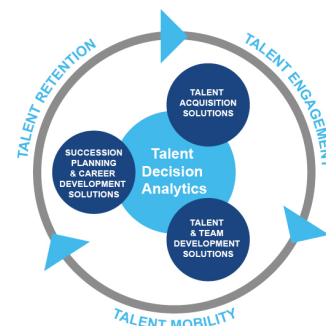 TALENT RETENTION
TALENT ENGAGEMENT
TALENT
ACQUISITION
SOLUTIONS
SUCCESSION
PLANNING
& CAREER
DEVELOPMENT
SOLUTIONS
Talent
Decision
Analytics
TALENT
& TEAM
DEVELOPMENT
SOLUTIONS
TALENT MOBILITY